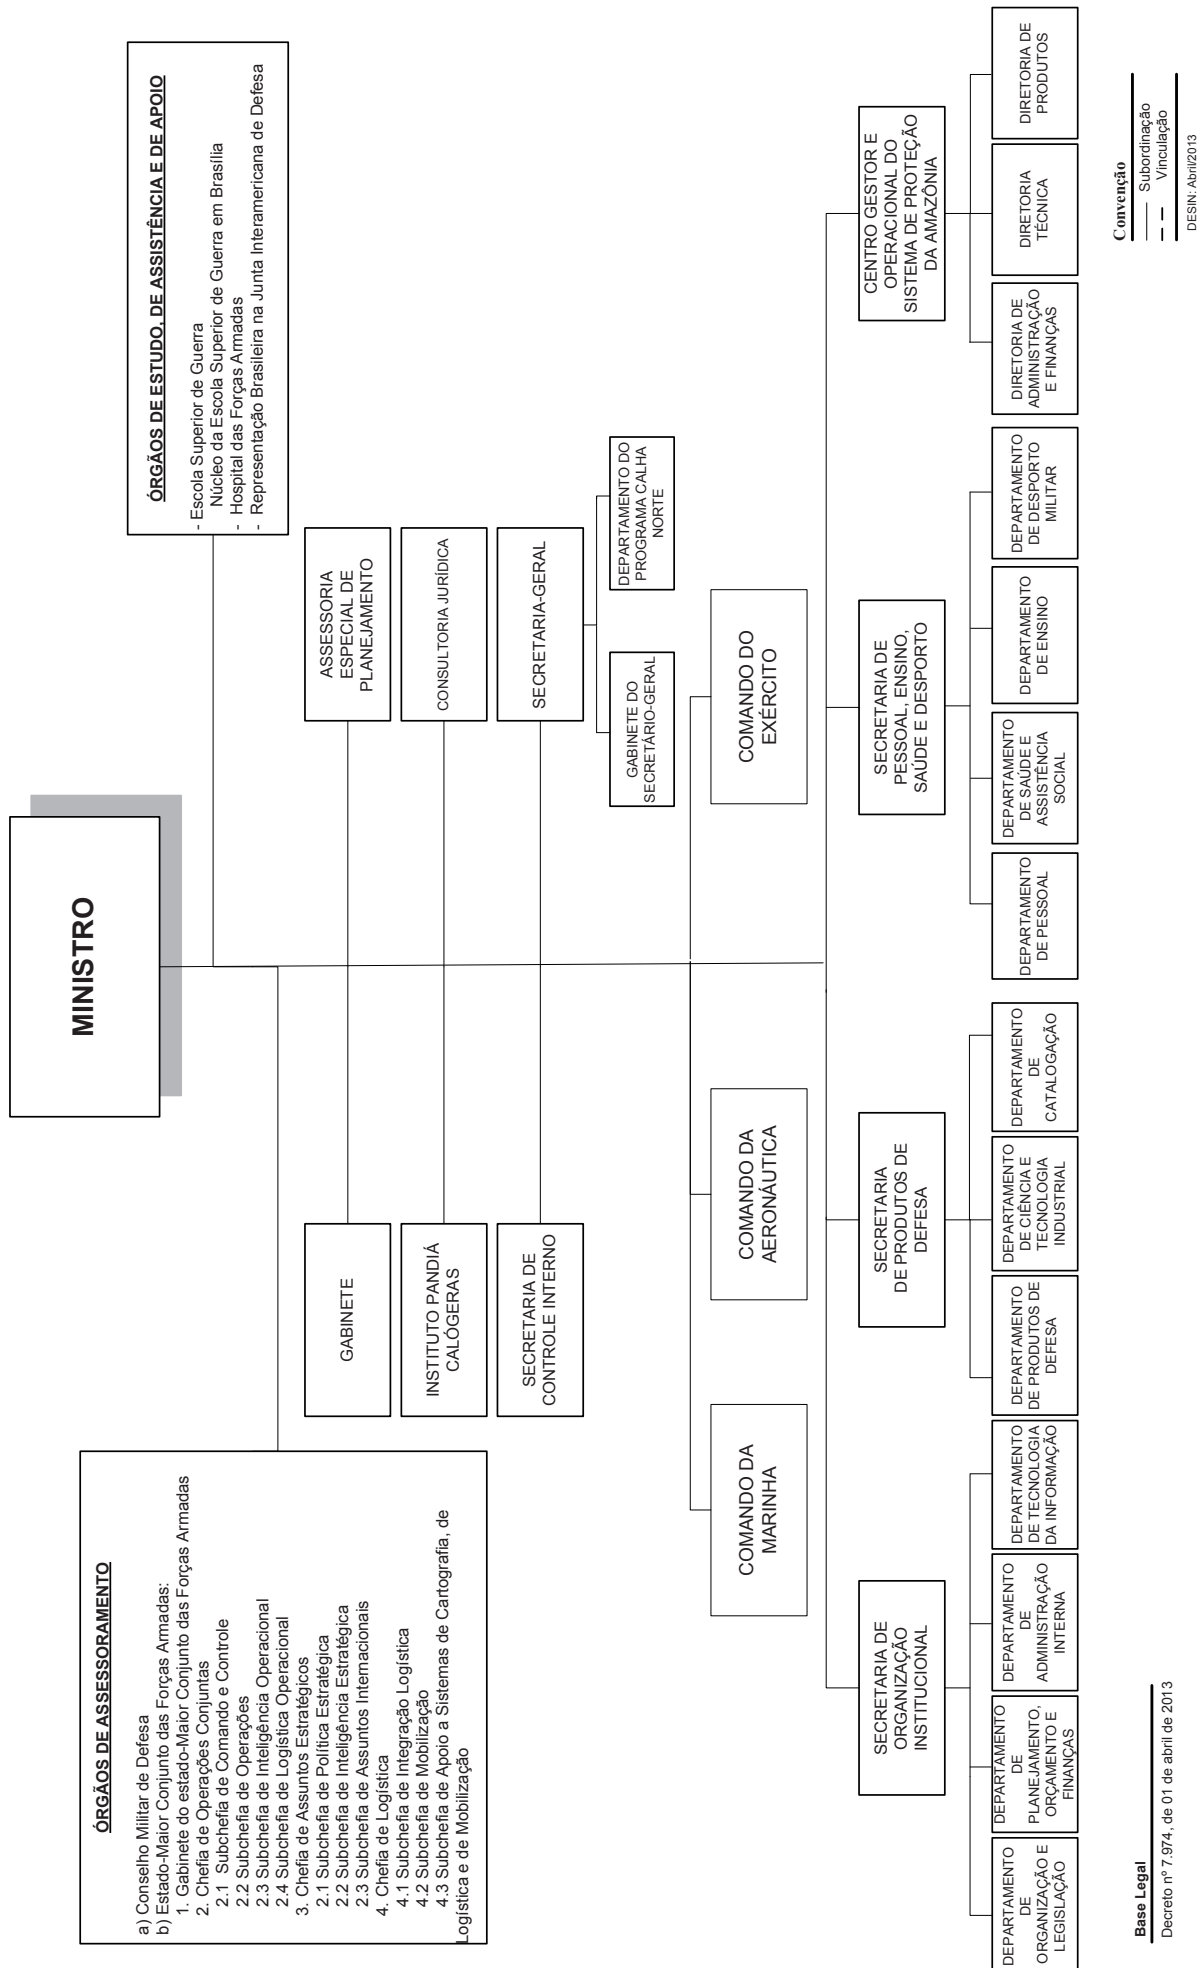 MINISTRO
ÓRGÃOS DE ASSESSORAMENTO
a) Conselho Militar de Defesa
b) Estado-Maior Conjunto das Forças Armadas:
1. Gabinete do estado-Maior Conjunto das Forças Armadas
2. Chefia de Operações Conjuntas
2.1 Subchefia de Comando e Controle
2.2 Subchefia de Operações
2.3 Subchefia de Inteligência Operacional
2.4 Subchefia de Logística Operacional
3. Chefia de Assuntos Estratégicos
2.1 Subchefia de Política Estratégica
2.2 Subchefia de Inteligência Estratégica
2.3 Subchefia de Assuntos Internacionais
4. Chefia de Logística
4.1 Subchefia de Integração Logística
4.2 Subchefia de Mobilização
4.3 Subchefia de Apoio a Sistemas de Cartografia, de
Logística e de Mobilização
ÓRGÃOS DE ESTUDO, DE ASSISTÊNCIA E DE APOIO
- Escola Superior de Guerra
Núcleo da Escola Superior de Guerra em Brasília
- Hospital das Forças Armadas
- Representação Brasileira na Junta Interamericana de Defesa
GABINETE
ASSESSORIA
ESPECIAL DE
PLANEJAMENTO
INSTITUTO PANDIÁ
CALÓGERAS
CONSULTORIA JURÍDICA
SECRETARIA DE
CONTROLE INTERNO
SECRETARIA-GERAL
GABINETE DO
SECRETÁRIO-GERAL
DEPARTAMENTO DO
PROGRAMA CALHA
NORTE
COMANDO DA
MARINHA
COMANDO DA
AERONÁUTICA
COMANDO DO
EXÉRCITO
SECRETARIA DE
ORGANIZAÇÃO
INSTITUCIONAL
SECRETARIA
DE PRODUTOS DE
DEFESA
SECRETARIA DE
PESSOAL, ENSINO,
SAÚDE E DESPORTO
CENTRO GESTOR E
OPERACIONAL DO
SISTEMA DE PROTEÇÃO
DA AMAZÔNIA
DEPARTAMENTO
DE
ORGANIZAÇÃO E
LEGISLAÇÃO
DEPARTAMENTO
DE
PLANEJAMENTO,
ORÇAMENTO E
FINANÇAS
DEPARTAMENTO
DE
ADMINISTRAÇÃO
INTERNA
DEPARTAMENTO
DE TECNOLOGIA
DA INFORMAÇÃO
DEPARTAMENTO
DE PRODUTOS DE
DEFESA
DEPARTAMENTO
DE CIÊNCIA E
TECNOLOGIA
INDUSTRIAL
DEPARTAMENTO
DE
CATALOGAÇÃO
DEPARTAMENTO
DE PESSOAL
DEPARTAMENTO
DE SAÚDE E
ASSISTÊNCIA
SOCIAL
DEPARTAMENTO
DE ENSINO
DEPARTAMENTO
DE DESPORTO
MILITAR
DIRETORIA DE
ADMINISTRAÇÃO
E FINANÇAS
DIRETORIA
TÉCNICA
DIRETORIA DE
PRODUTOS
Base Legal
Decreto nº 7.974, de 01 de abril de 2013
Convenção
Subordinação
Vinculação
DESIN: Abril/2013